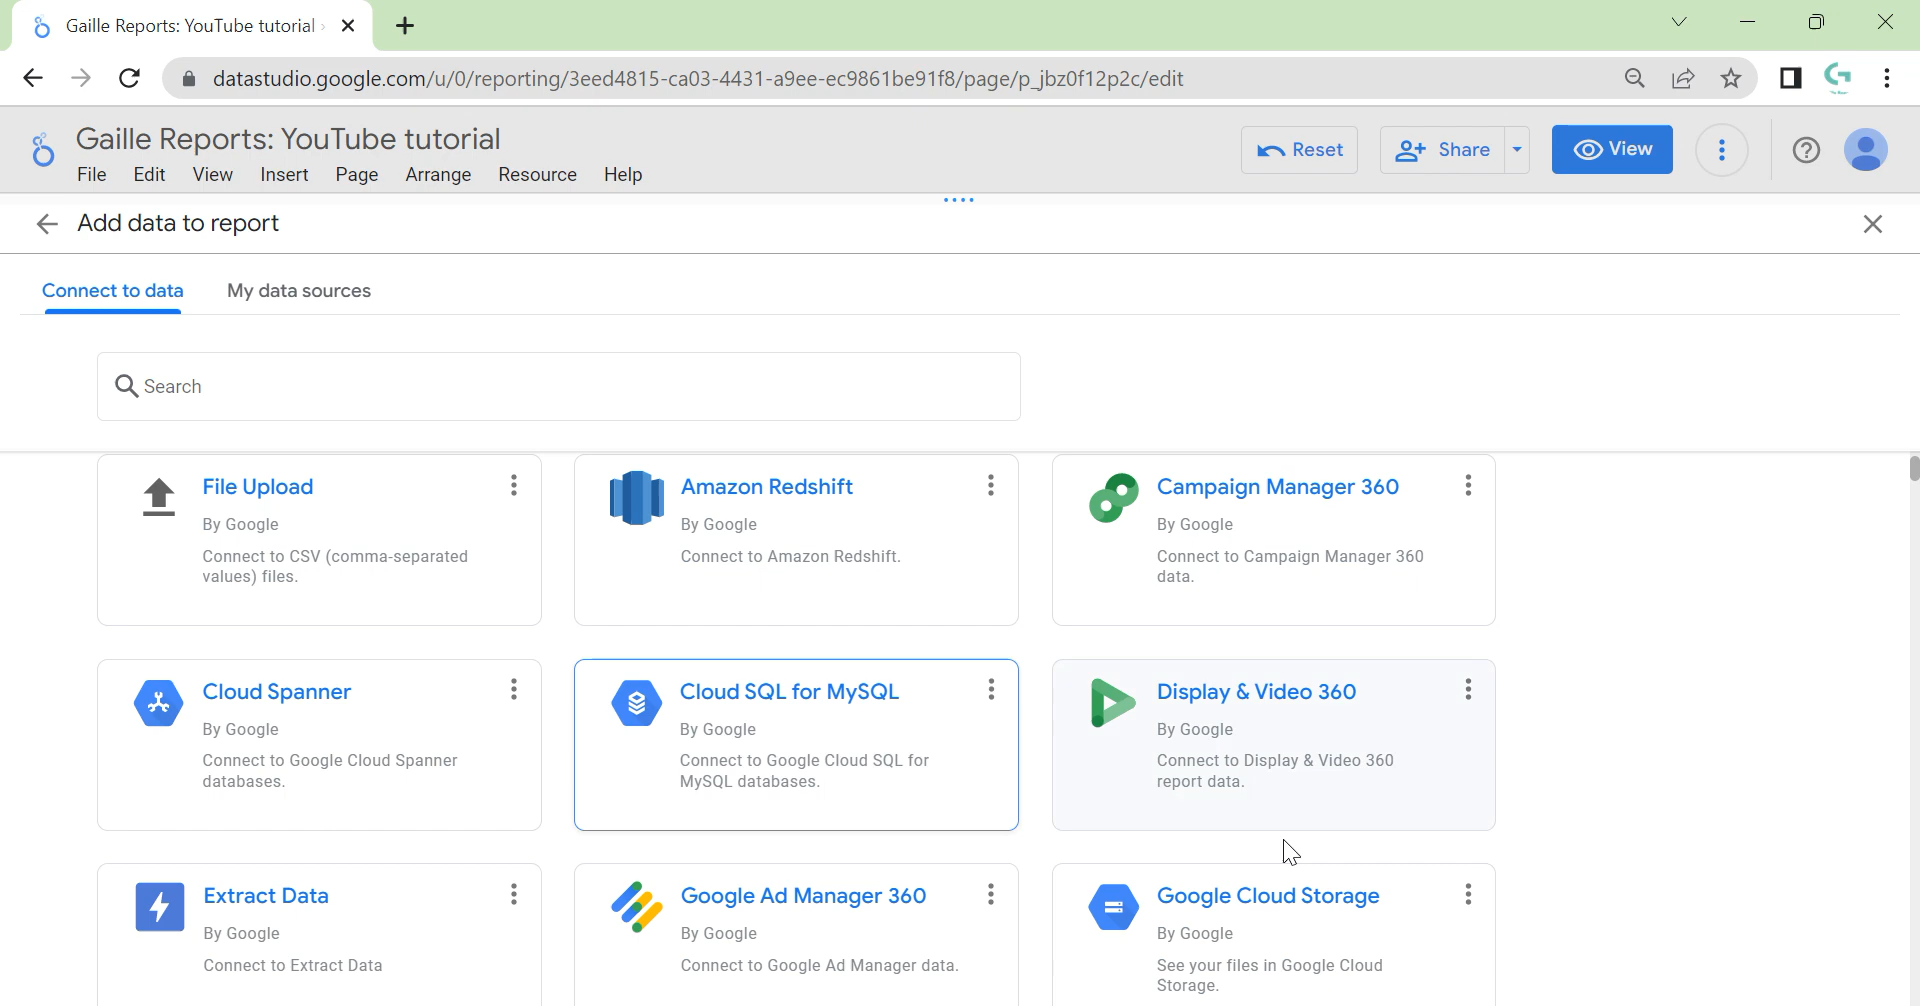 Gaille Reports: YouTube tutorial
datastudio.google.com/u/0/reporting/3eed4815-ca03-4431-a9ee-ec9861be91f8/page/p_jbz0f12p2c/edit
Gaille Reports: YouTube tutorial
File Edit View Insert Page Arrange Resource Help
Reset Share View
Add data to report
Connect to data My data sources
Search
File Upload
By Google
Connect to CSV (comma-separated
values) files.
Amazon Redshift
By Google
Connect to Amazon Redshift.
Campaign Manager 360
By Google
Connect to Campaign Manager 360
data.
Cloud Spanner
By Google
Connect to Google Cloud Spanner
databases.
Cloud SQL for MySQL
By Google
Connect to Google Cloud SQL for
MySQL databases.
Display & Video 360
By Google
Connect to Display & Video 360
report data.
Extract Data
By Google
Connect to Extract Data
Google Ad Manager 360
By Google
Connect to Google Ad Manager data.
Google Cloud Storage
By Google
See your files in Google Cloud
Storage.